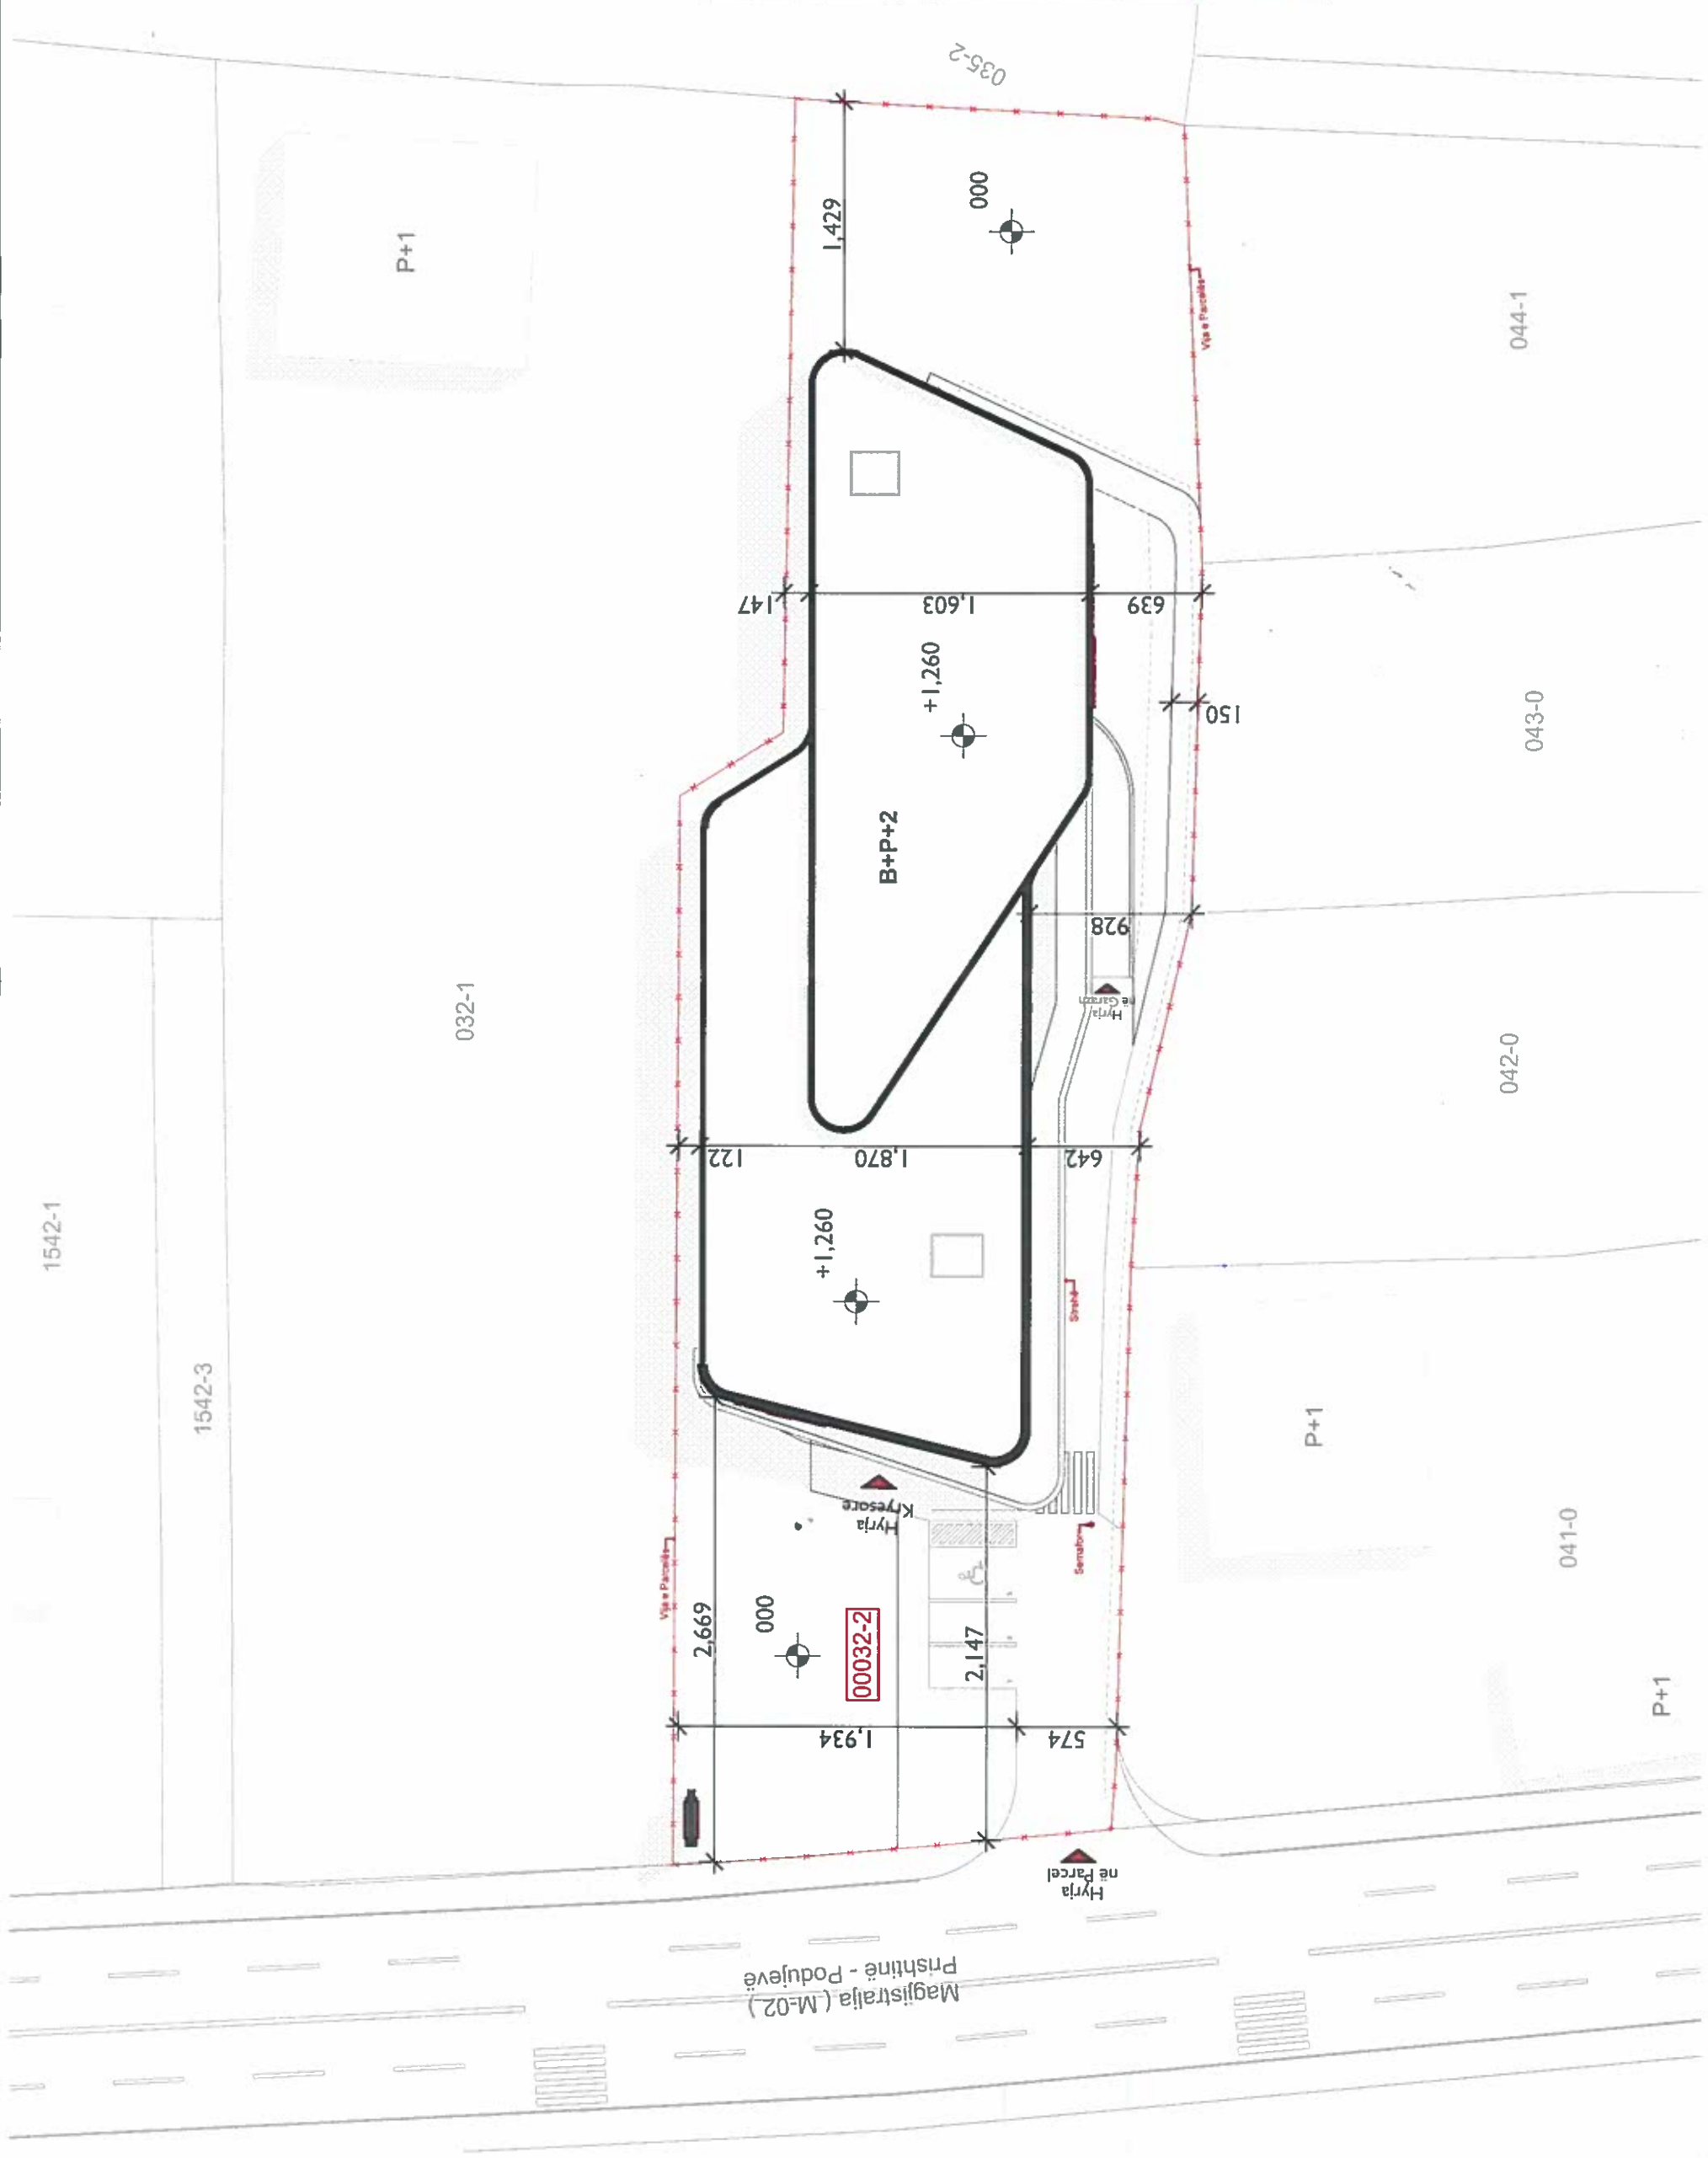 035-2
P+1
1,429
000
Vija e Parcelës
044-1
147
1,603
639
+1,260
150
043-0
B+P+2
928
Hyrja
në Garazh
032-1
042-0
122
1,870
642
+1,260
1542-1
1542-3
Strehë
P+1
Hyrja
Kryesore
Semafor
041-0
Vija e Parcelës
2,669
000
00032-2
2,147
1,934
574
P+1
Hyrja
në Parcel
Magjistralja ( M-02 )
Prishtinë - Podujevë